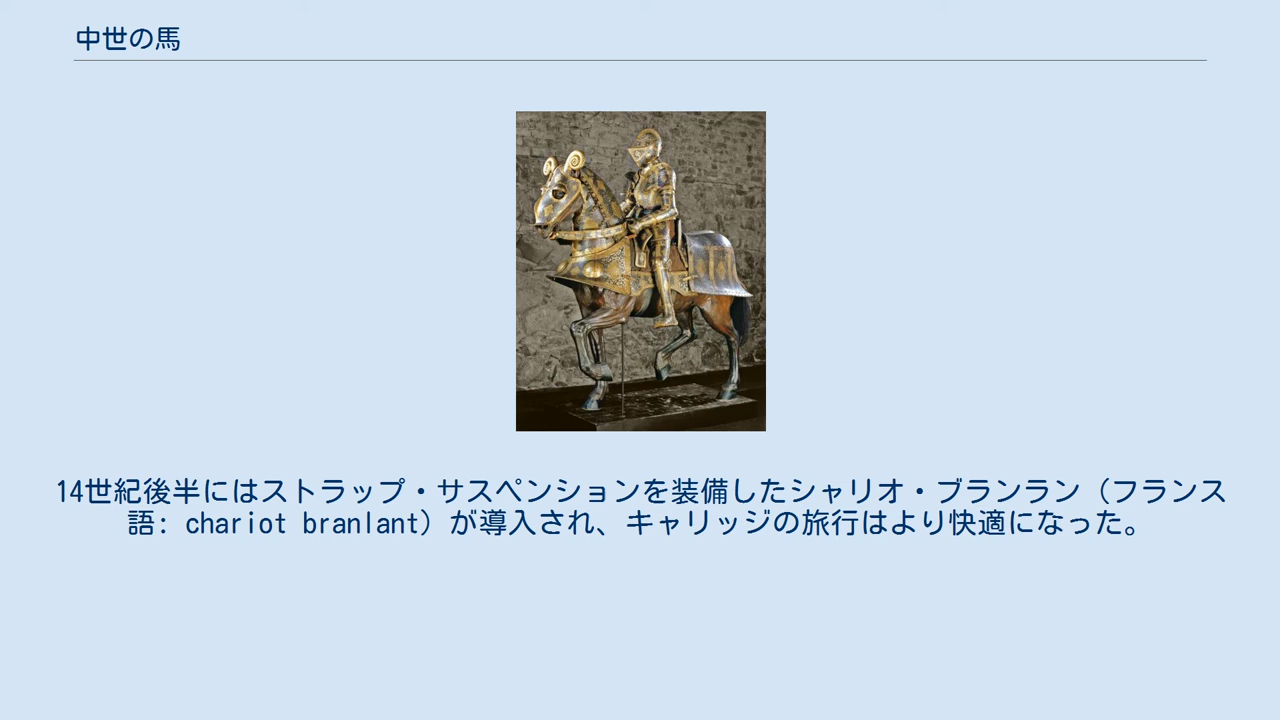 中世の馬
14世紀後半にはストラップ・サスペンションを装備したシャリオ・ブランラン（フランス
語: chariot branlant）が導入され、キャリッジの旅行はより快適になった。